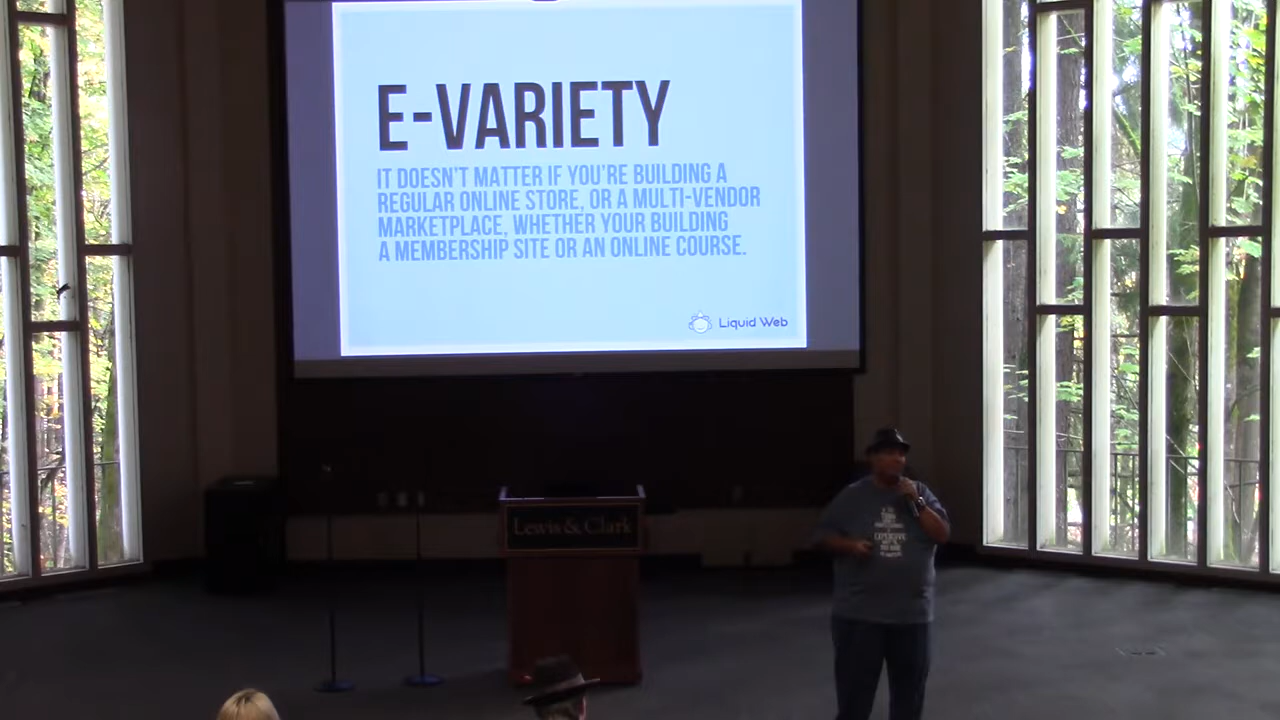 E-VARIETY
IT DOESN'T MATTER IF YOU'RE BUILDING A
REGULAR ONLINE STORE, OR A MULTI-VENDOR
MARKETPLACE, WHETHER YOUR BUILDING
A MEMBERSHIP SITE OR AN ONLINE COURSE.
Liquid Web
Lewis & Clark
EXPENSIVE